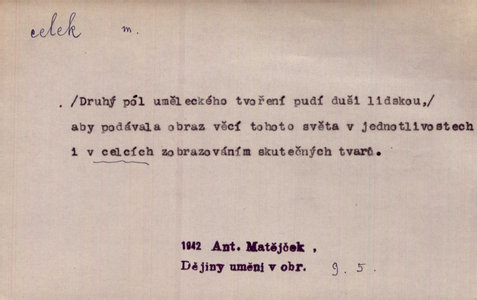 celek m.
/Druhý pól uměleckého tvoření pudí duši lidskou,/
aby podávala obraz věcí tohoto světa v jednotlivostech
i v celcích zobrazováním skutečných tvarů.
1942 Ant. Matějček ,
Dějiny umění v obr. 9. 5.